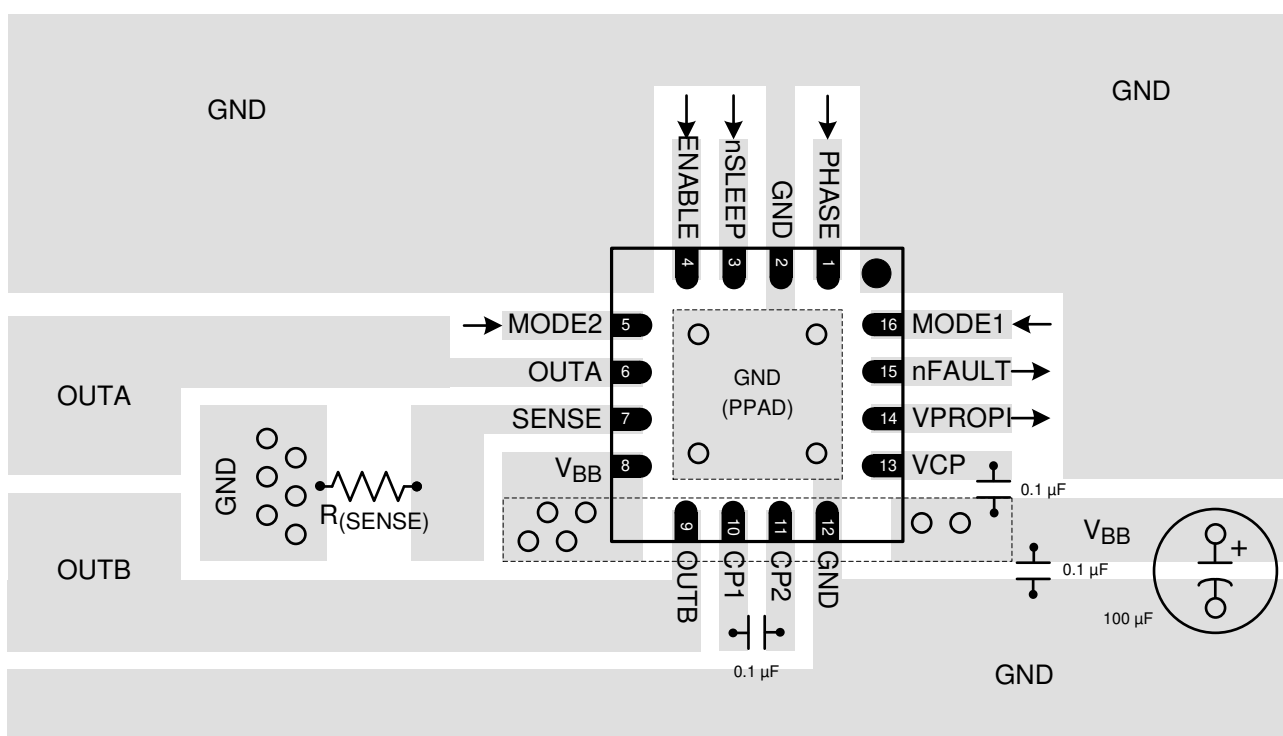 GND
GND
ENABLE
nSLEEP
GND
PHASE
4
3
2
1
MODE2
5
16
MODE1
OUTA
6
15
nFAULT
GND
(PPAD)
OUTA
SENSE
7
14
VPROPI
VBB
8
13
VCP
GND
R(SENSE)
0.1 µF
9
10
11
12
VBB
+
OUTB
OUTB
CP1
CP2
GND
0.1 µF
100 µF
0.1 µF
GND